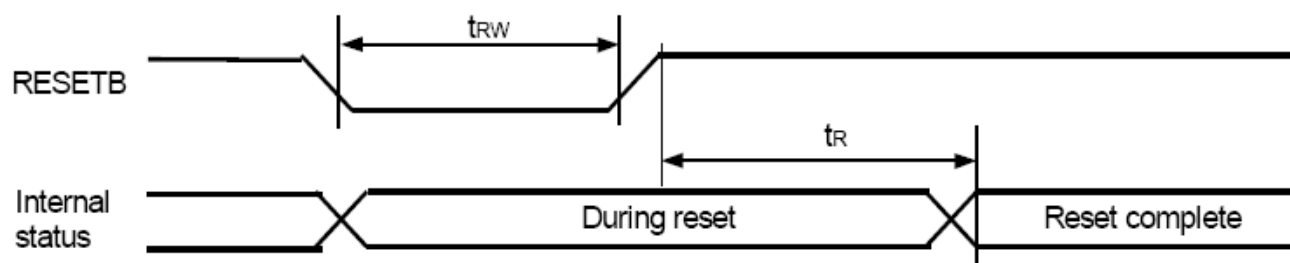 tRW
RESETB
tR
Internal
status
During reset
Reset complete